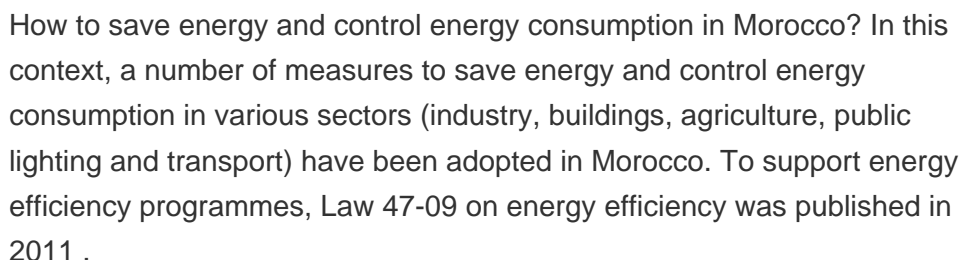 How to save energy and control energy consumption in Morocco? In this
context, a number of measures to save energy and control energy
consumption in various sectors (industry, buildings, agriculture, public
lighting and transport) have been adopted in Morocco. To support energy
efficiency programmes, Law 47-09 on energy efficiency was published in
2011 .